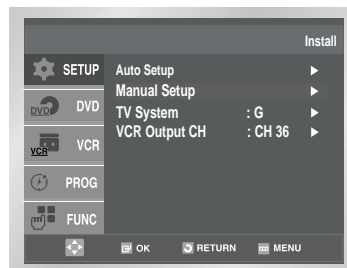 Install
SETUP
Auto Setup
Manual Setup
DVD DVD
TV System : G
VCR Output CH : CH 36
VCR VCR
PROG
FUNC
OK RETURN MENU